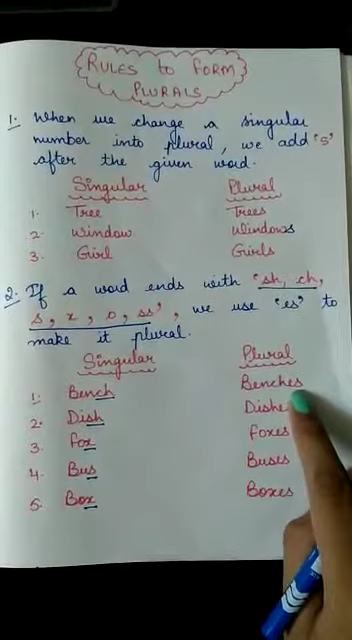 RULES to FORM
PLURALS
1. When we change a singular
number into plural, we add 's'
after the given word.
Singular Plural
1. Tree Trees
2. Window Windows
3. Girl Girls
2. If a word ends with 'sh, ch,
s, x, o, ss', we use 'es' to
make it plural.
Singular Plural
1. Bench Benches
2. Dish Dishe
3. Fox Foxes
4. Bus Buses
5. Box Boxes